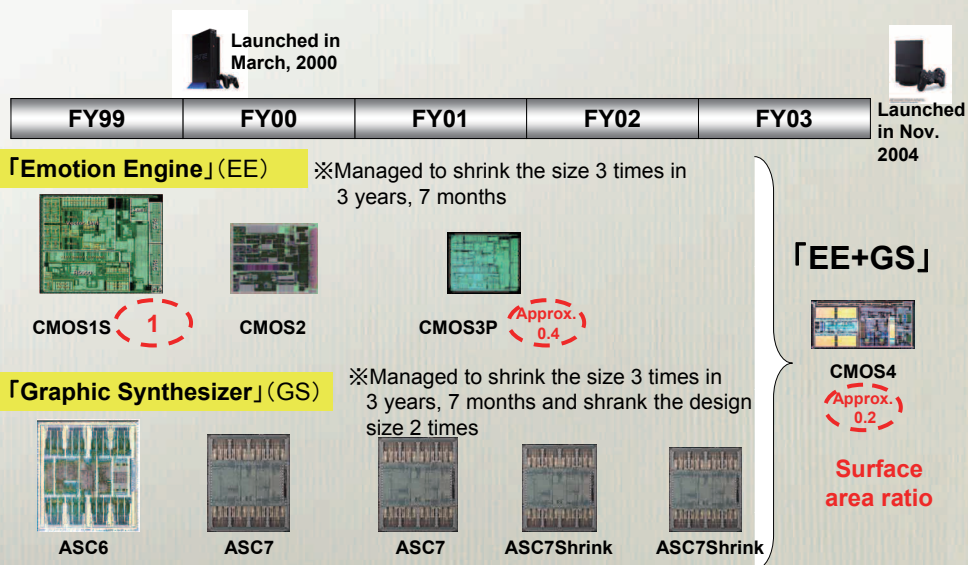 Launched in
March, 2000
FY99 FY00 FY01 FY02 FY03
Launched
in Nov.
2004
「Emotion Engine」(EE)
※Managed to shrink the size 3 times in
3 years, 7 months
CMOS1S 1 CMOS2 CMOS3P Approx.
0.4
「Graphic Synthesizer」(GS)
※Managed to shrink the size 3 times in
3 years, 7 months and shrank the design
size 2 times
ASC6 ASC7 ASC7 ASC7Shrink ASC7Shrink
「EE+GS」
CMOS4
Approx.
0.2
Surface
area ratio